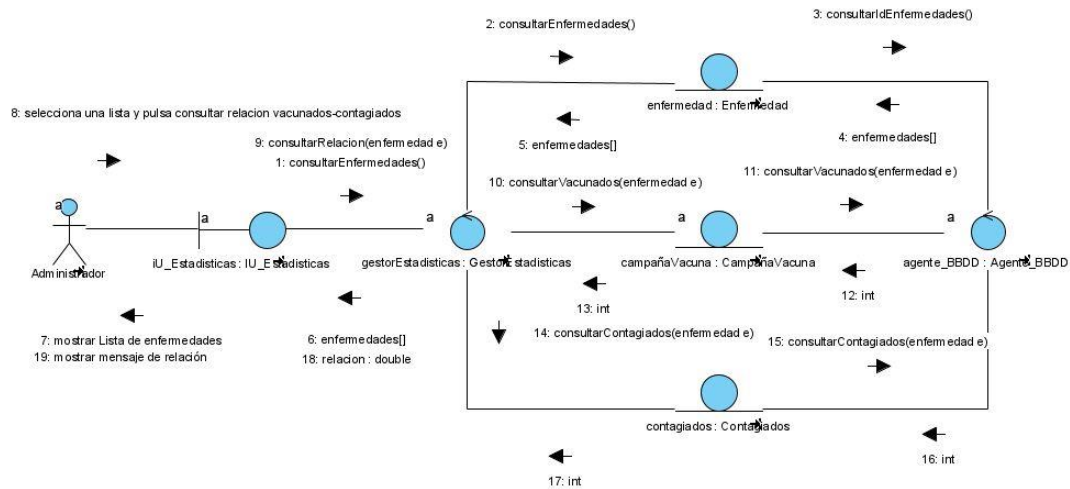 2: consultarEnfermedades()
3: consultarIdEnfermedades()
enfermedad : Enfermedad
8: selecciona una lista y pulsa consultar relacion vacunados-contagiados
5: enfermedades[]
4: enfermedades[]
9: consultarRelacion(enfermedad e)
1: consultarEnfermedades()
10: consultarVacunados(enfermedad e)
11: consultarVacunados(enfermedad e)
a
a
a
a
a
Administrador
iU_Estadisticas : IU_Estadisticas
gestorEstadisticas : GestorEstadisticas
campañaVacuna : CampañaVacuna
agente_BBDD : Agente_BBDD
13: int
12: int
7: mostrar Lista de enfermedades
19: mostrar mensaje de relación
6: enfermedades[]
18: relacion : double
14: consultarContagiados(enfermedad e)
15: consultarContagiados(enfermedad e)
contagiados : Contagiados
17: int
16: int